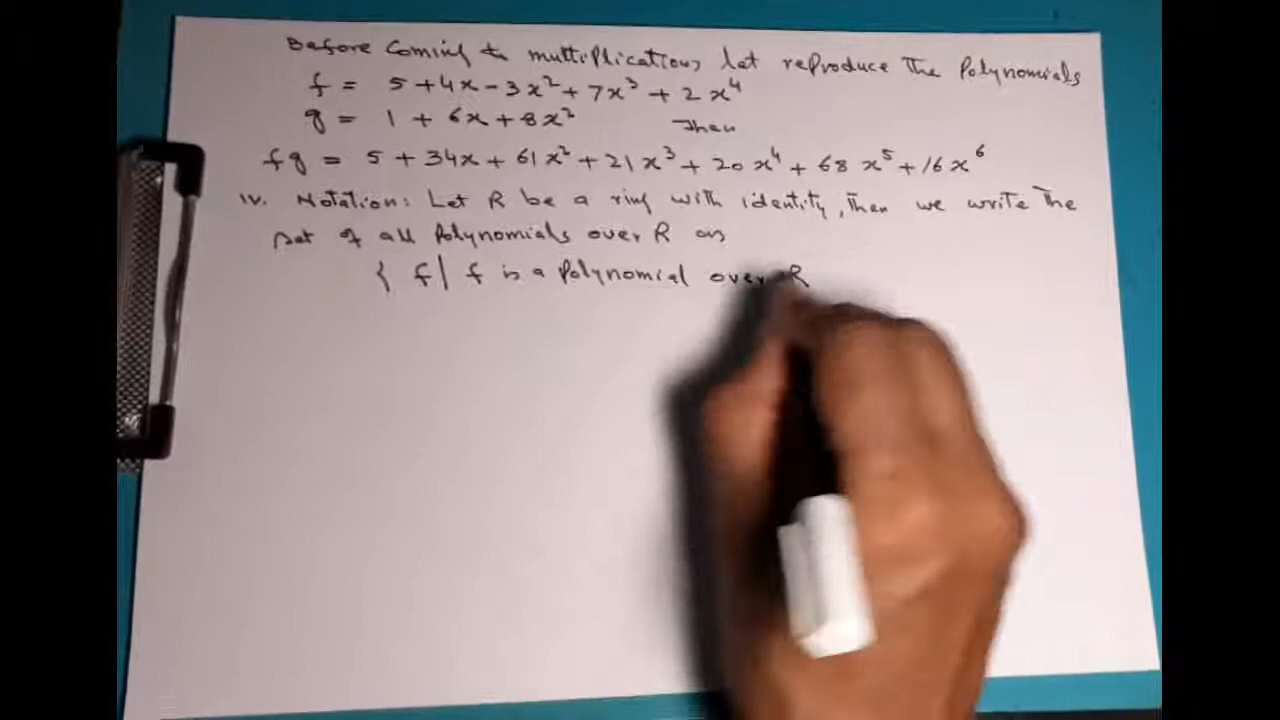 Before Coming to multiplication, let reproduce the Polynomials
f = 5 + 4x - 3x² + 7x³ + 2x⁴
g = 1 + 6x + 8x² Then
fg = 5 + 34x + 61x² + 21x³ + 20x⁴ + 68x⁵ + 16x⁶
iv. Notation: Let R be a ring with identity, Then we write The
set of all Polynomials over R as
{ f | f is a Polynomial over R